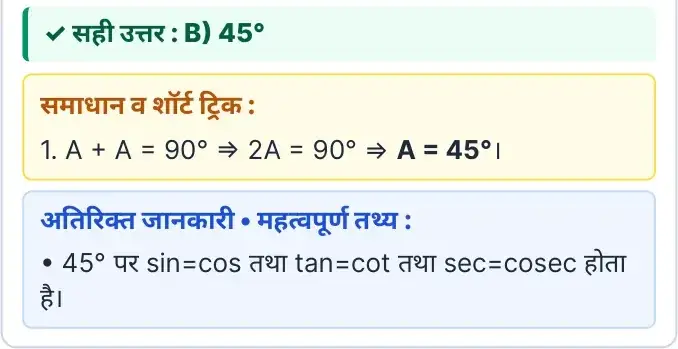 ✓ सही उत्तर : B) 45°
समाधान व शॉर्ट ट्रिक :
1. A + A = 90° ⇒ 2A = 90° ⇒ A = 45°।
अतिरिक्त जानकारी • महत्वपूर्ण तथ्य :
• 45° पर sin=cos तथा tan=cot तथा sec=cosec होता
है।